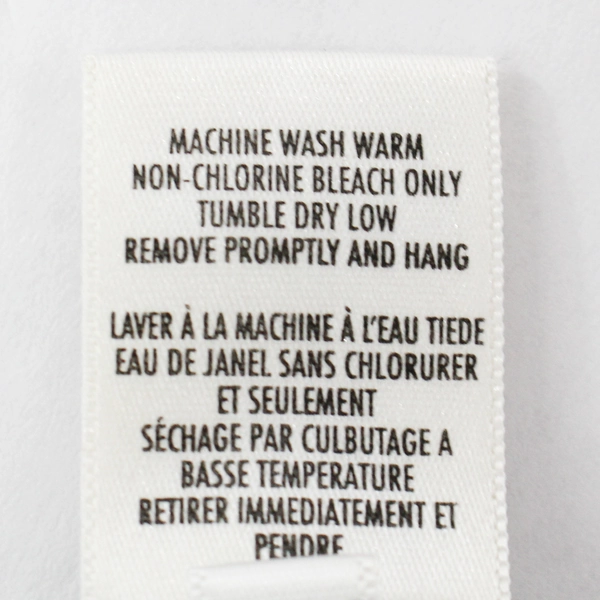 MACHINE WASH WARM
NON-CHLORINE BLEACH ONLY
TUMBLE DRY LOW
REMOVE PROMPTLY AND HANG
LAVER À LA MACHINE À L'EAU TIEDE
EAU DE JANEL SANS CHLORURER
ET SEULEMENT
SÉCHAGE PAR CULBUTAGE A
BASSE TEMPERATURE
RETIRER IMMEDIATEMENT ET
PENDRE